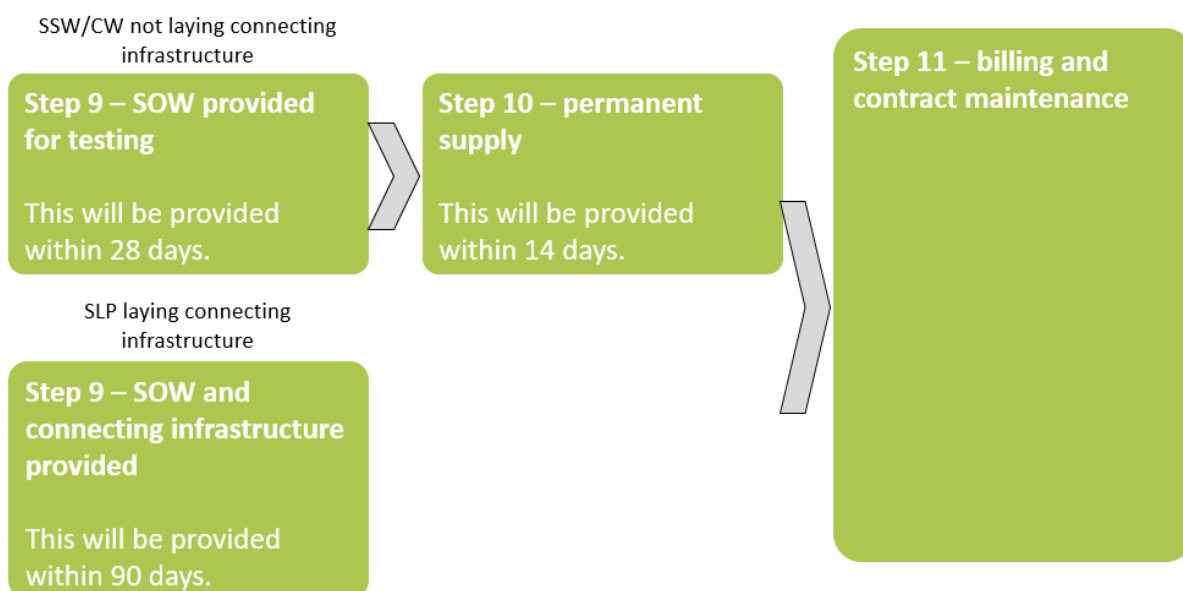 SSW/CW not laying connecting
infrastructure
Step 9 – SOW provided
for testing
This will be provided
within 28 days.
Step 10 – permanent
supply
This will be provided
within 14 days.
Step 11 – billing and
contract maintenance
SLP laying connecting
infrastructure
Step 9 – SOW and
connecting infrastructure
provided
This will be provided
within 90 days.